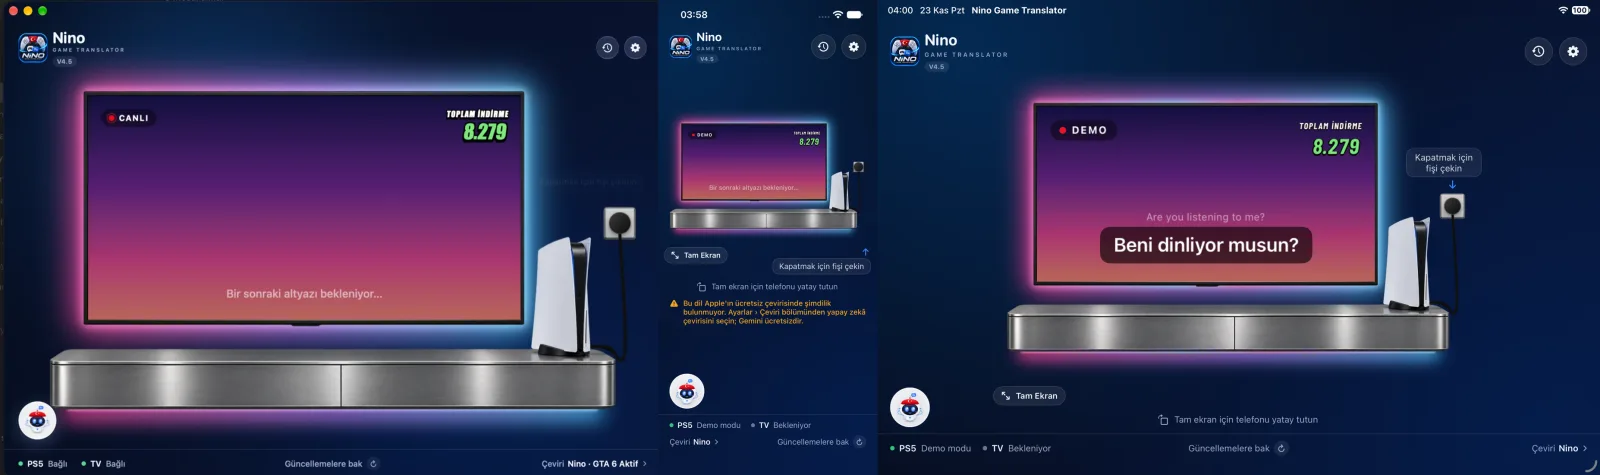 Nino
GAME TRANSLATOR
V4.5
CANLI
TOPLAM İNDİRME
8.279
Bir sonraki altyazı bekleniyor...
PS5 Bağlı
TV Bağlı
Güncellemelere bak
Çeviri Nino · GTA 6 Aktif >
03:58
Nino
GAME TRANSLATOR
V4.5
DEMO
TOPLAM İNDİRME
8.279
Bir sonraki altyazı bekleniyor...
Tam Ekran
Kapatmak için fişi çekin
Tam ekran için telefonu yatay tutun
Bu dil Apple'ın ücretsiz çevirisinde şimdilik
bulunmuyor. Ayarlar › Çeviri bölümünden yapay zekâ
çevirisini seçin; Gemini ücretsizdir.
PS5 Demo modu
TV Bekleniyor
Çeviri Nino >
Güncellemelere bak
04:00 23 Kas Pzt Nino Game Translator
100
Nino
GAME TRANSLATOR
V4.5
DEMO
TOPLAM İNDİRME
8.279
Kapatmak için
fişi çekin
Are you listening to me?
Beni dinliyor musun?
Tam Ekran
Tam ekran için telefonu yatay tutun
PS5 Demo modu
TV Bekleniyor
Güncellemelere bak
Çeviri Nino >